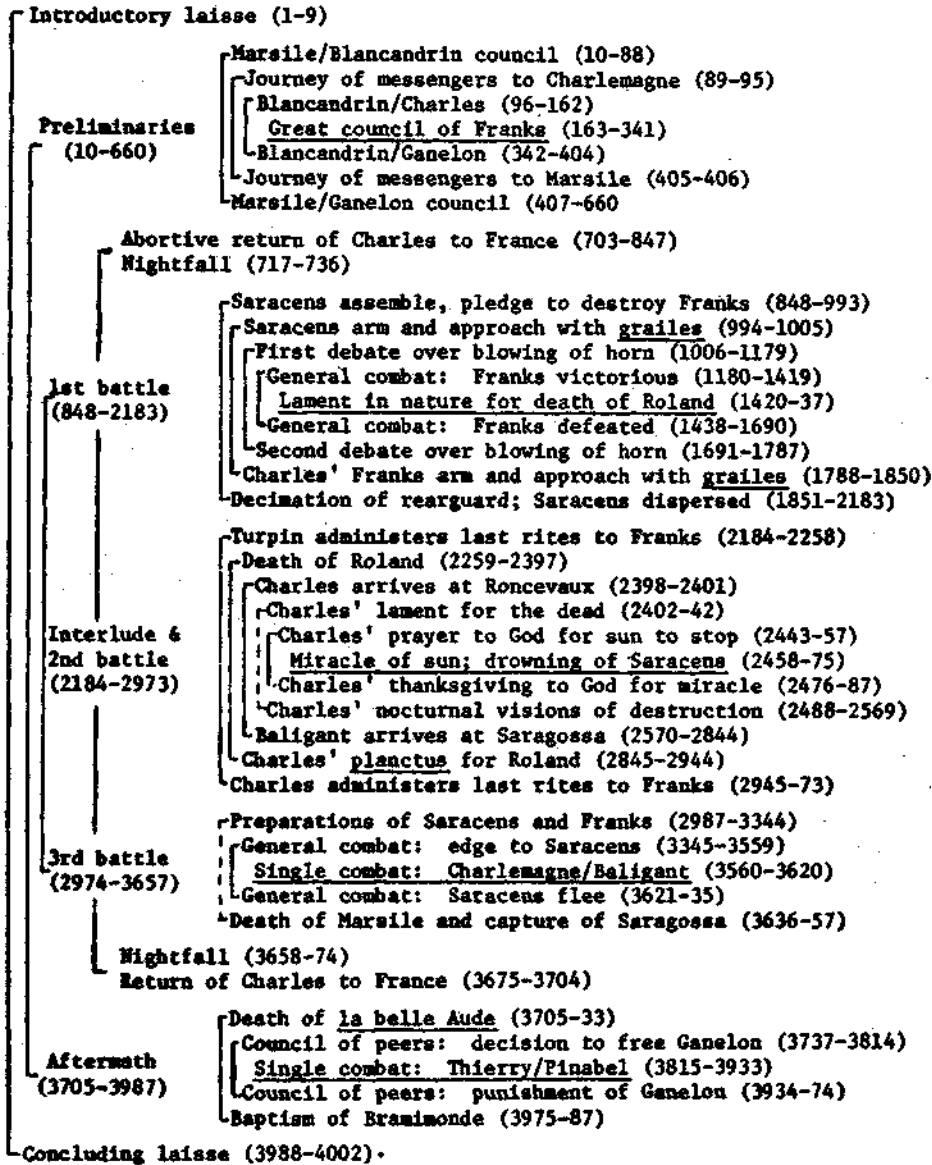 Introductory laisse (1-9)
Marsile/Blancandrin council (10-88)
Journey of messengers to Charlemagne (89-95)
Blancandrin/Charles (96-162)
Preliminaries
(10-660)
Great council of Franks (163-341)
Blancandrin/Ganelon (342-404)
Journey of messengers to Marsile (405-406)
Marsile/Ganelon council (407-660
Abortive return of Charles to France (703-847)
Nightfall (717-736)
Saracens assemble, pledge to destroy Franks (848-993)
Saracens arm and approach with grailes (994-1005)
First debate over blowing of horn (1006-1179)
General combat: Franks victorious (1180-1419)
1st battle
(848-2183)
Lament in nature for death of Roland (1420-37)
General combat: Franks defeated (1438-1690)
Second debate over blowing of horn (1691-1787)
Charles' Franks arm and approach with grailes (1788-1850)
Decimation of rearguard; Saracens dispersed (1851-2183)
Turpin administers last rites to Franks (2184-2258)
Death of Roland (2259-2397)
Charles arrives at Roncevaux (2398-2401)
Charles' lament for the dead (2402-42)
Interlude &
2nd battle
(2184-2973)
Charles' prayer to God for sun to stop (2443-57)
Miracle of sun; drowning of Saracens (2458-75)
Charles' thanksgiving to God for miracle (2476-87)
Charles' nocturnal visions of destruction (2488-2569)
Baligant arrives at Saragossa (2570-2844)
Charles' planctus for Roland (2845-2944)
Charles administers last rites to Franks (2945-73)
Preparations of Saracens and Franks (2987-3344)
General combat: edge to Saracens (3345-3559)
3rd battle
(2974-3657)
Single combat: Charlemagne/Baligant (3560-3620)
General combat: Saracens flee (3621-35)
Death of Marsile and capture of Saragossa (3636-57)
Nightfall (3658-74)
Return of Charles to France (3675-3704)
Death of la belle Aude (3705-33)
Council of peers: decision to free Ganelon (3737-3814)
Aftermath
(3705-3987)
Single combat: Thierry/Pinabel (3815-3933)
Council of peers: punishment of Ganelon (3934-74)
Baptism of Bramimonde (3975-87)
Concluding laisse (3988-4002).